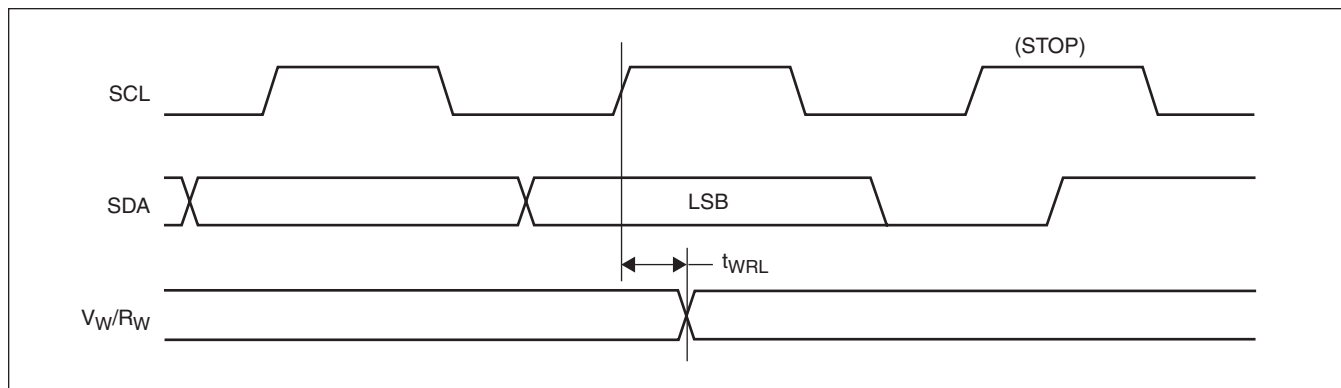 (STOP)
SCL
SDA
LSB
tWRL
VW/RW